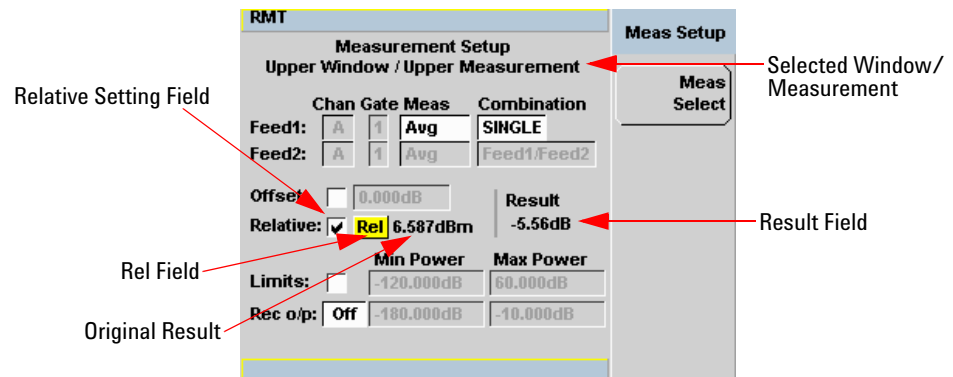 RMT
Meas Setup
Measurement Setup
Upper Window / Upper Measurement
Selected Window/
Measurement
Meas
Select
Relative Setting Field
Chan Gate Meas Combination
Feed1: A 1 Avg SINGLE
Feed2: A 1 Avg Feed1/Feed2
Offset: 0.000dB
Result
Relative: Rel 6.587dBm
-5.56dB
Result Field
Rel Field
Min Power Max Power
Limits: -120.000dB 60.000dB
Rec o/p: Off -180.000dB -10.000dB
Original Result